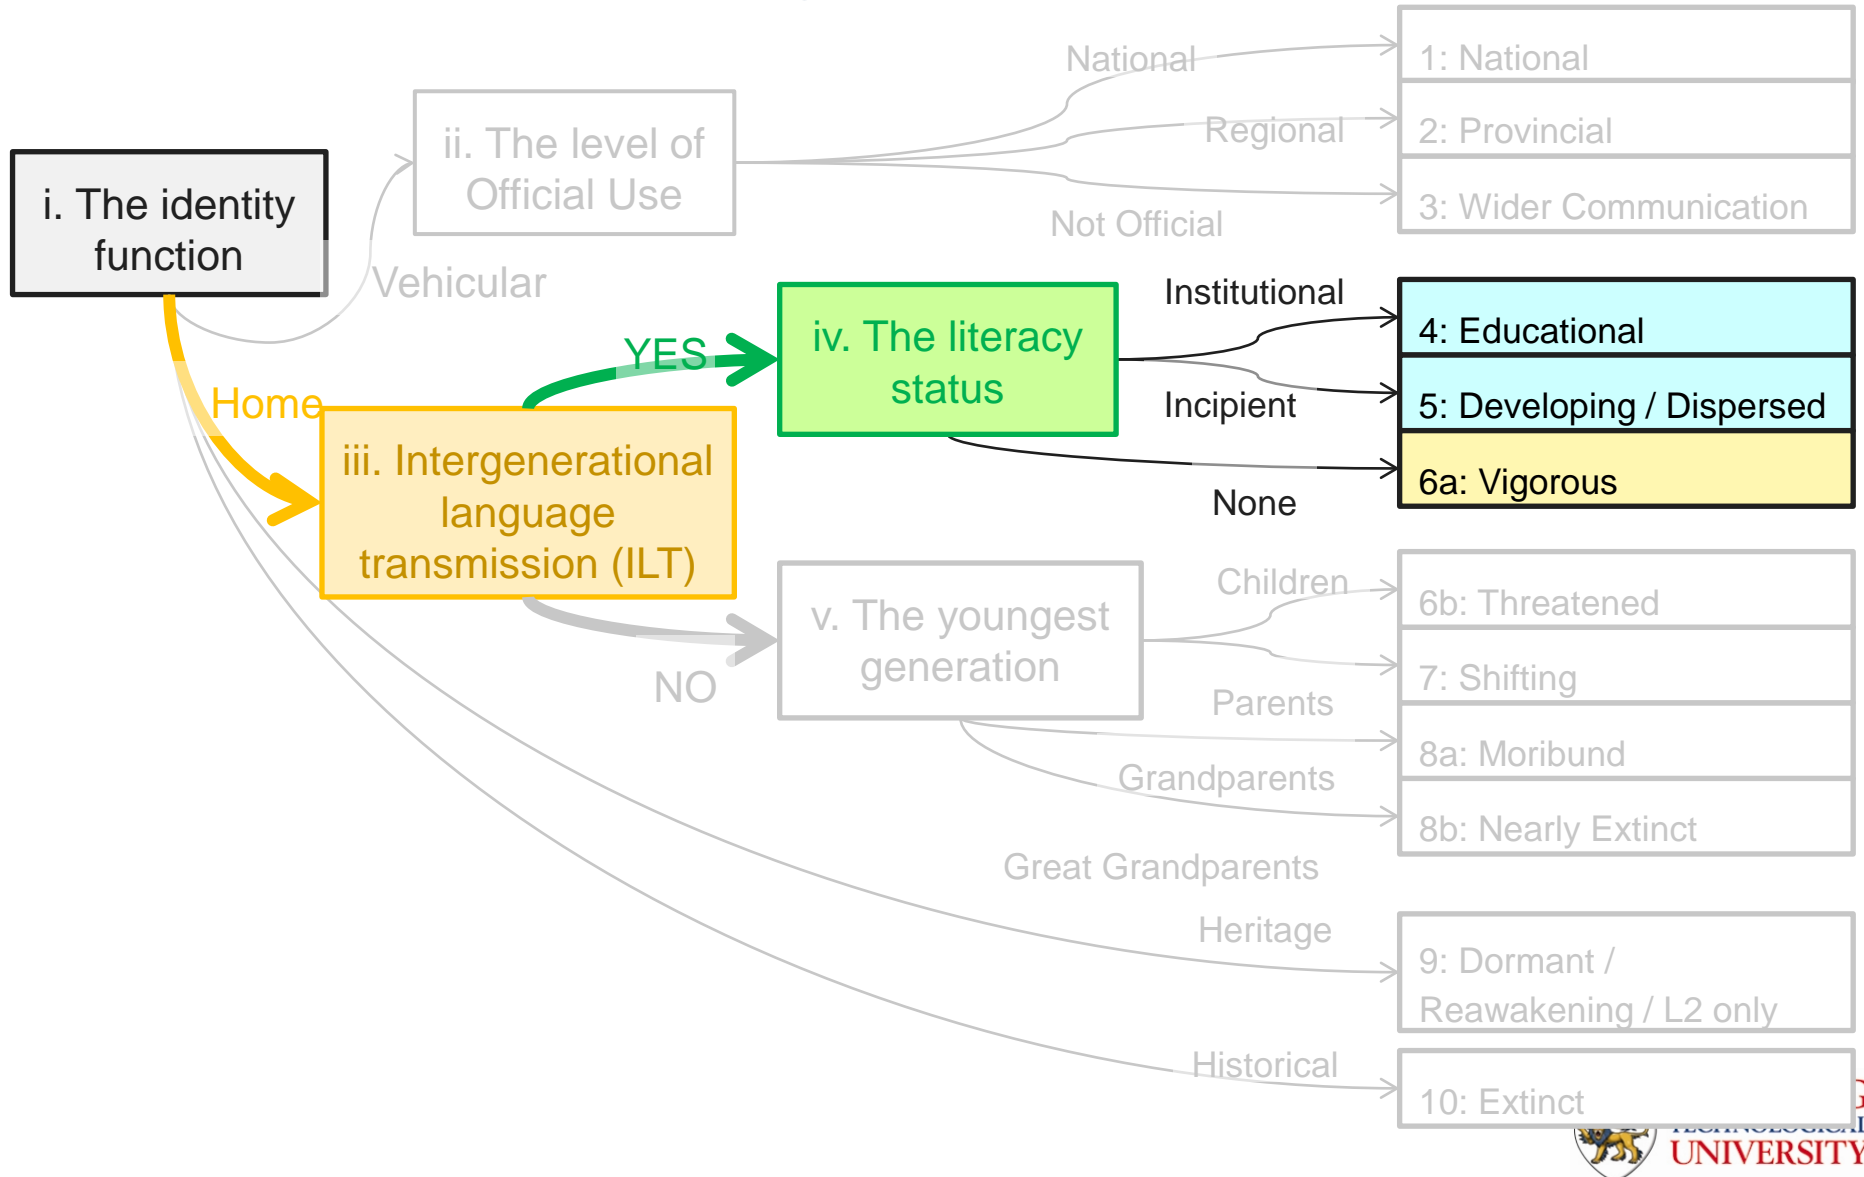 National
1: National
ii. The level of
Official Use
Regional
2: Provincial
i. The identity
function
Not Official
3: Wider Communication
Vehicular
Institutional
4: Educational
YES
iv. The literacy
status
Home
Incipient
5: Developing / Dispersed
iii. Intergenerational
language
transmission (ILT)
None
6a: Vigorous
Children
6b: Threatened
v. The youngest
generation
NO
7: Shifting
Parents
8a: Moribund
Grandparents
8b: Nearly Extinct
Great Grandparents
Heritage
9: Dormant /
Reawakening / L2 only
Historical
10: Extinct
TECHNOLOGICAL
UNIVERSITY